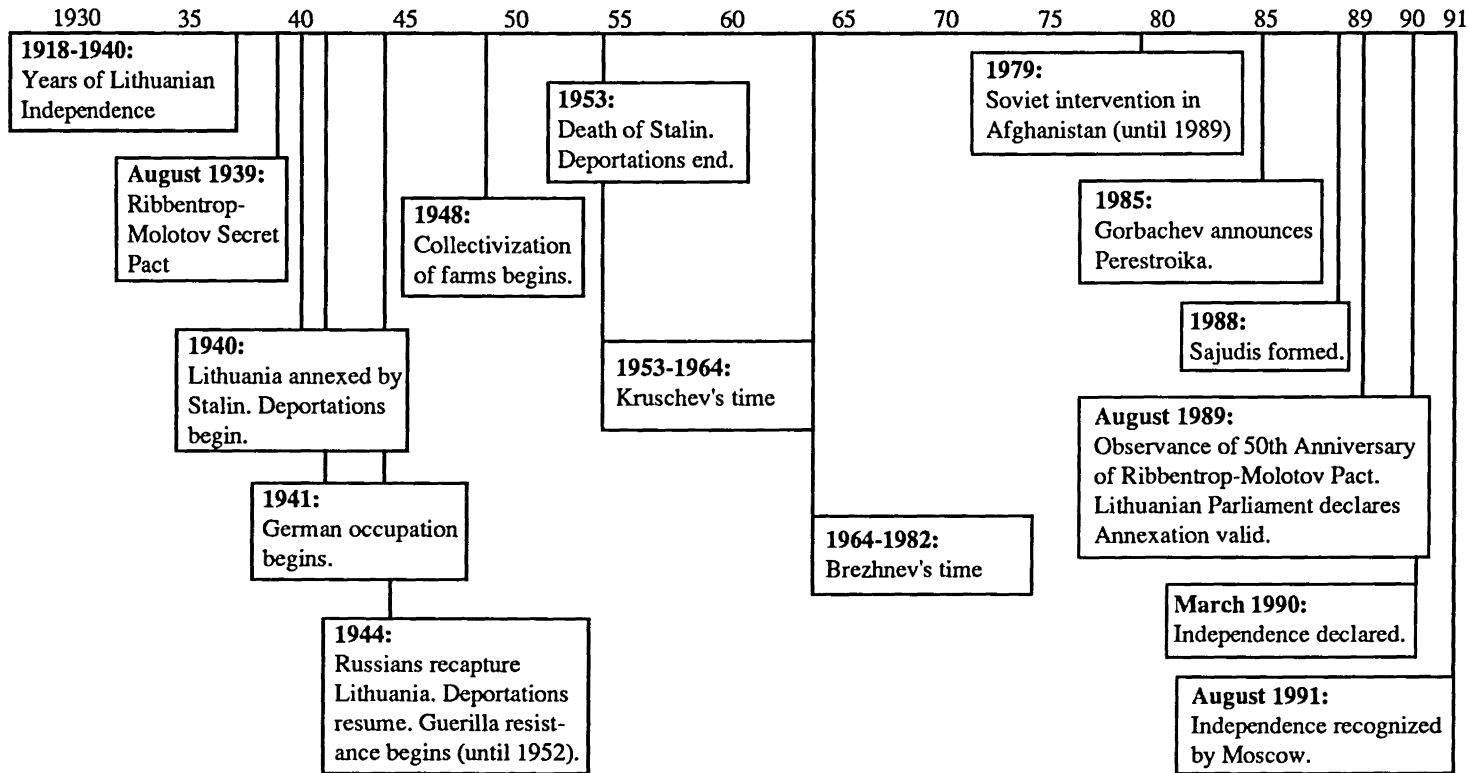 1930 35 40 45 50 55 60 65 70 75 80 85 89 90 91
1918-1940:
Years of Lithuanian
Independence
August 1939:
Ribbentrop-
Molotov Secret
Pact
1940:
Lithuania annexed by
Stalin. Deportations
begin.
1941:
German occupation
begins.
1944:
Russians recapture
Lithuania. Deportations
resume. Guerilla resist-
ance begins (until 1952).
1948:
Collectivization
of farms begins.
1953:
Death of Stalin.
Deportations end.
1953-1964:
Kruschev's time
1964-1982:
Brezhnev's time
1979:
Soviet intervention in
Afghanistan (until 1989)
1985:
Gorbachev announces
Perestroika.
1988:
Sajudis formed.
August 1989:
Observance of 50th Anniversary
of Ribbentrop-Molotov Pact.
Lithuanian Parliament declares
Annexation valid.
March 1990:
Independence declared.
August 1991:
Independence recognized
by Moscow.